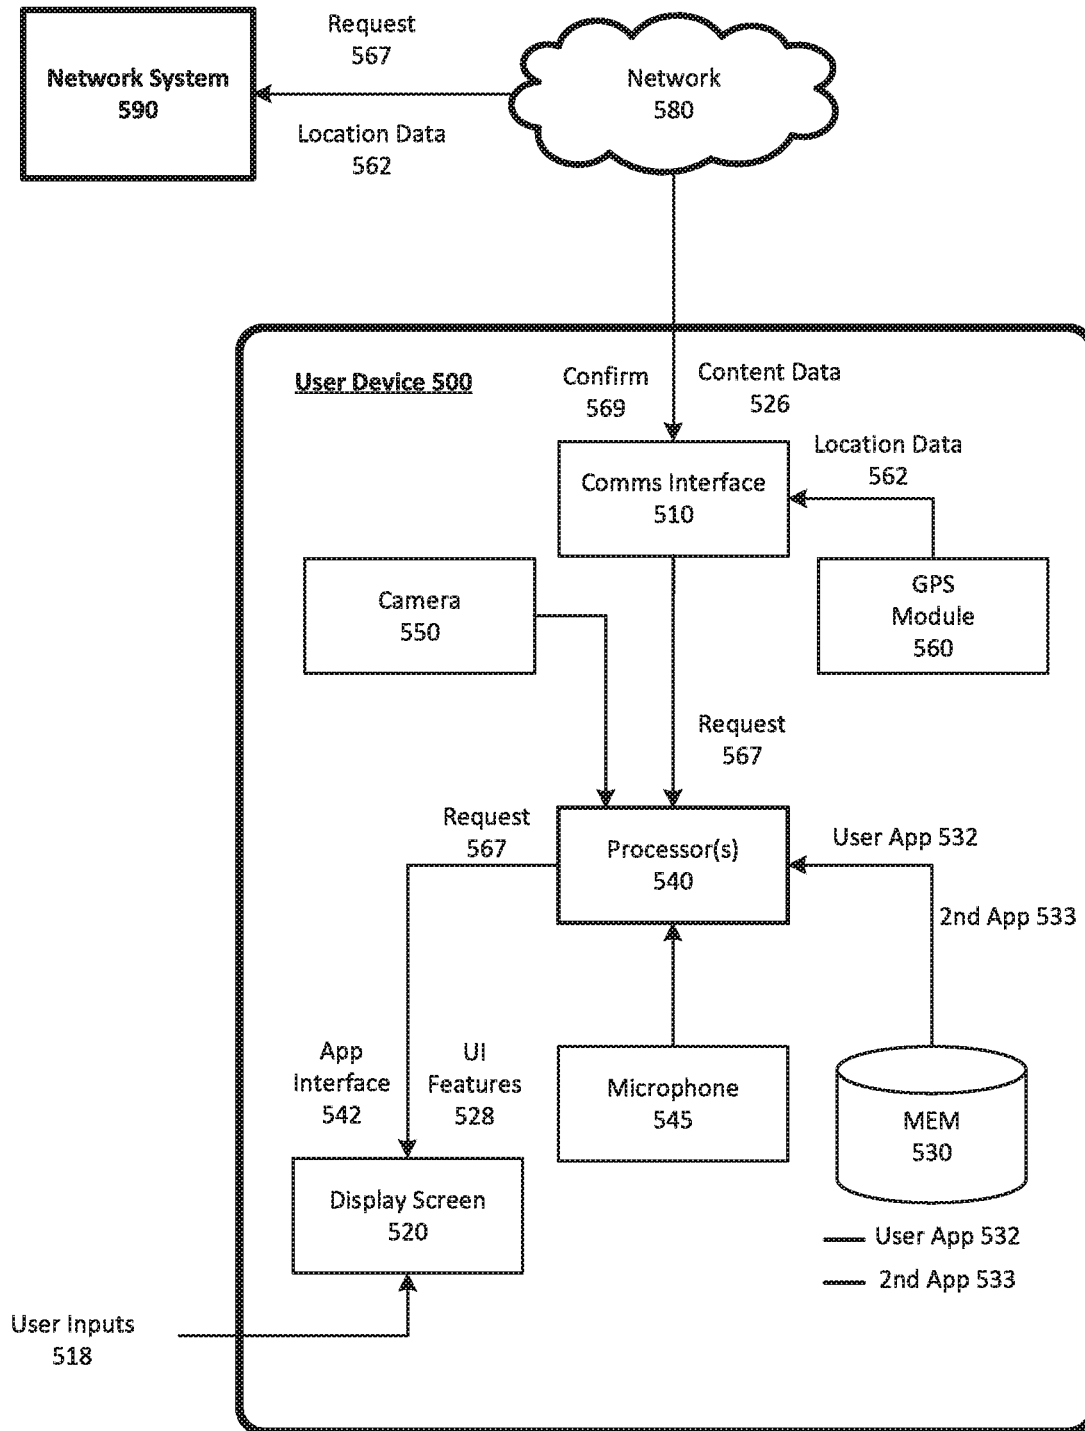 Request
567
Network System
590
Network
580
Location Data
562
User Device 500
Confirm
569
Content Data
526
Location Data
562
Comms Interface
510
GPS
Module
560
Camera
550
Request
567
Request
567
Processor(s)
540
User App 532
2nd App 533
App
Interface
542
UI
Features
528
Microphone
545
MEM
530
Display Screen
520
User App 532
2nd App 533
User Inputs
518